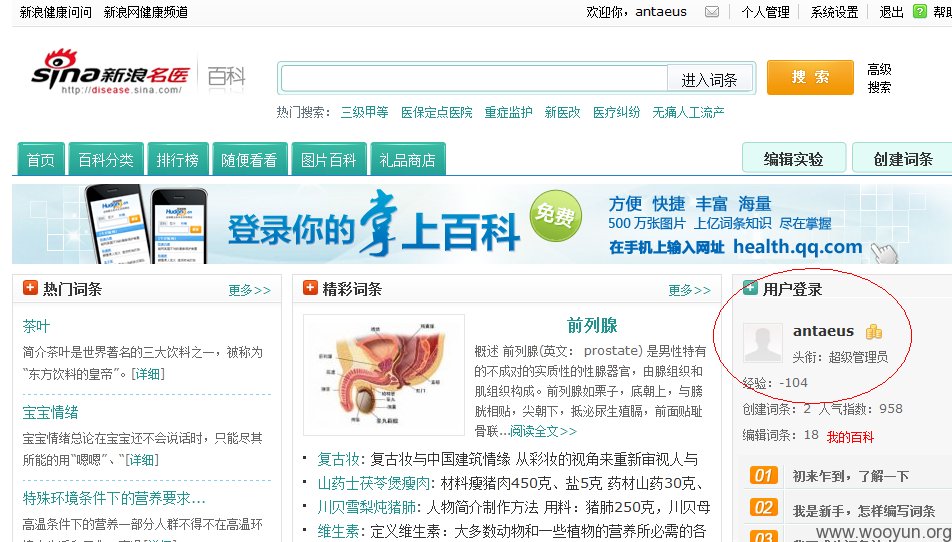 新浪健康问问 新浪网健康频道
欢迎你，antaeus 个人管理 系统设置 退出 帮助
sina新浪名医 百科
http://disease.sina.com/
进入词条
搜 索
高级
搜索
热门搜索： 三级甲等 医保定点医院 重症监护 新医改 医疗纠纷 无痛人工流产
首页 百科分类 排行榜 随便看看 图片百科 礼品商店
编辑实验 创建词条
登录你的掌上百科
免费
方便 快捷 丰富 海量
500 万张图片 上亿词条知识 尽在掌握
在手机上输入网址 health.qq.com
热门词条 更多>>
茶叶
简介茶叶是世界著名的三大饮料之一，被称为
“东方饮料的皇帝”。[详细]
宝宝情绪
宝宝情绪总论在宝宝还不会说话时，只能尽其
所能的用“嗯嗯”、“[详细]
特殊环境条件下的营养要求...
高温条件下的营养一部分人群不得不在高温环
精彩词条 更多>>
前列腺
概述 前列腺(英文： prostate) 是男性特有
的不成对的实质性的性腺器官，由腺组织和
肌组织构成。前列腺如栗子，底朝上，与膀
胱相贴，尖朝下，抵泌尿生殖膈，前面贴耻
骨联...阅读全文>>
复古妆：复古妆与中国建筑情缘 从彩妆的视角来重新审视人与
山药士茯苓煲瘦肉：材料瘦猪肉450克、盐5克 药材山药30克、
川贝雪梨炖猪肺：人物简介制作方法 用料：猪肺250克，川贝母
维生素：定义维生素：大多数动物和一些植物的营养所必需的各
用户登录
antaeus
头衔：超级管理员
经验：-104
创建词条：2 人气指数：958
编辑词条：18 我的百科
01 初来乍到，了解一下
02 我是新手，怎样编写词条
03
www.wooyun.org